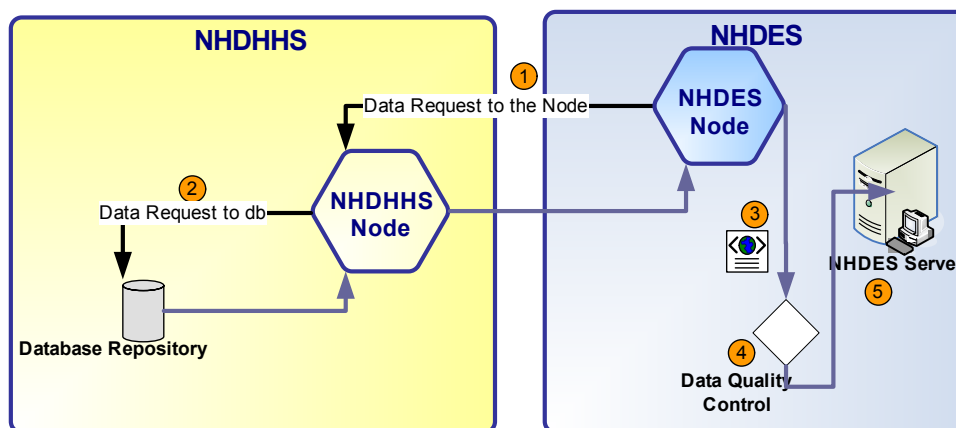 NHDHHS
NHDES
1
Data Request to the Node
NHDES
Node
2
Data Request to db
NHDHHS
Node
3
NHDES Serve
5
Database Repository
4
Data Quality
Control